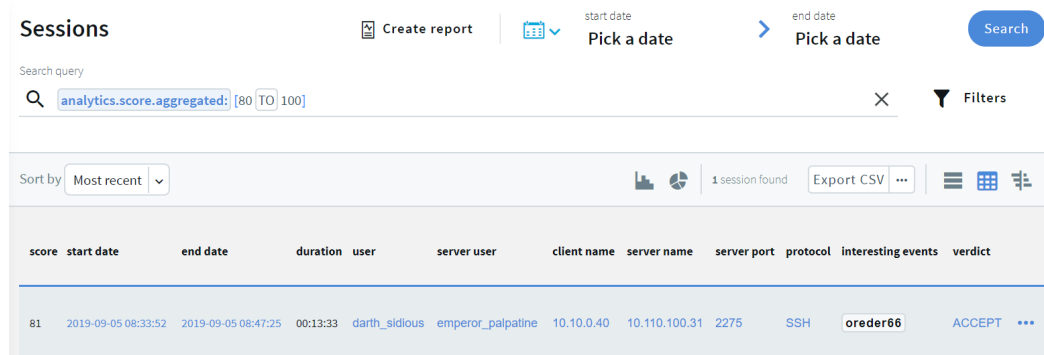 Sessions
Create report
start date
Pick a date
end date
Pick a date
Search
Search query
analytics.score.aggregated: [80 TO 100]
Filters
Sort by Most recent
1 session found
Export CSV ...
score start date end date duration user server user client name server name server port protocol interesting events verdict
81 2019-09-05 08:33:52 2019-09-05 08:47:25 00:13:33 darth_sidious emperor_palpatine 10.10.0.40 10.110.100.31 2275 SSH oreder66 ACCEPT ...